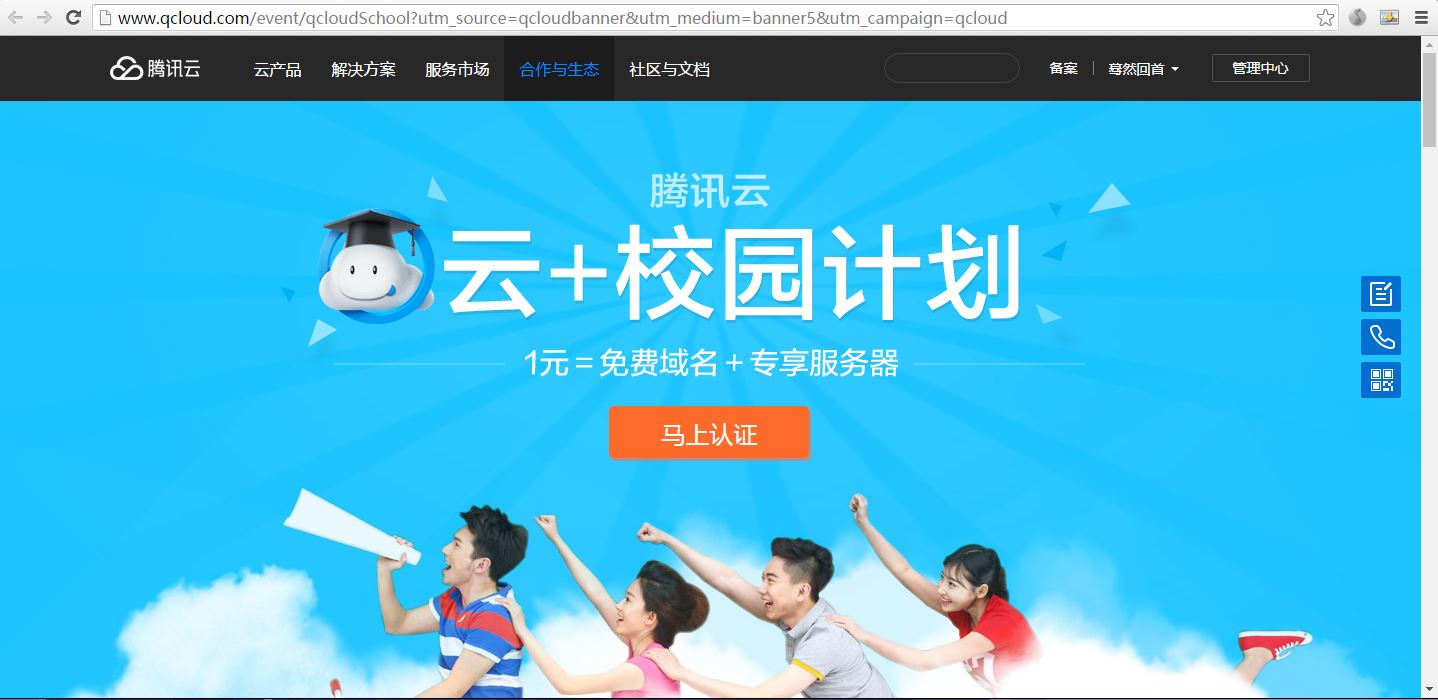 www.qcloud.com/event/qcloudSchool?utm_source=qcloudbanner&utm_medium=banner5&utm_campaign=qcloud
腾讯云 云产品 解决方案 服务市场 合作与生态 社区与文档 备案 蓦然回首 管理中心
腾讯云
云+校园计划
1元=免费域名+专享服务器
马上认证